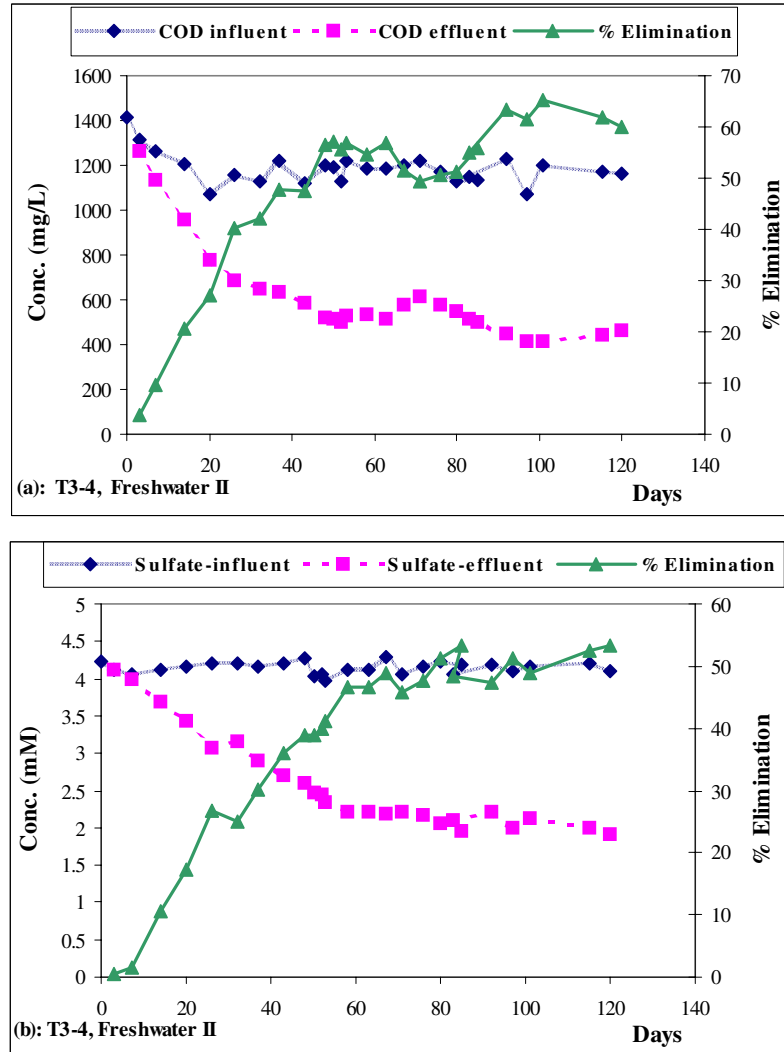 COD influent COD effluent % Elimination
1600
1400
1200
1000
800
600
400
200
0
Conc. (mg/L)
70
60
50
40
30
20
10
0
% Elimination
0 20 40 60 80 100 120 140
(a): T3-4, Freshwater II
Days
Sulfate-influent Sulfate-effluent % Elimination
5
4.5
4
3.5
3
2.5
2
1.5
1
0.5
0
Conc. (mM)
60
50
40
30
20
10
0
% Elimination
0 20 40 60 80 100 120 140
(b): T3-4, Freshwater II
Days